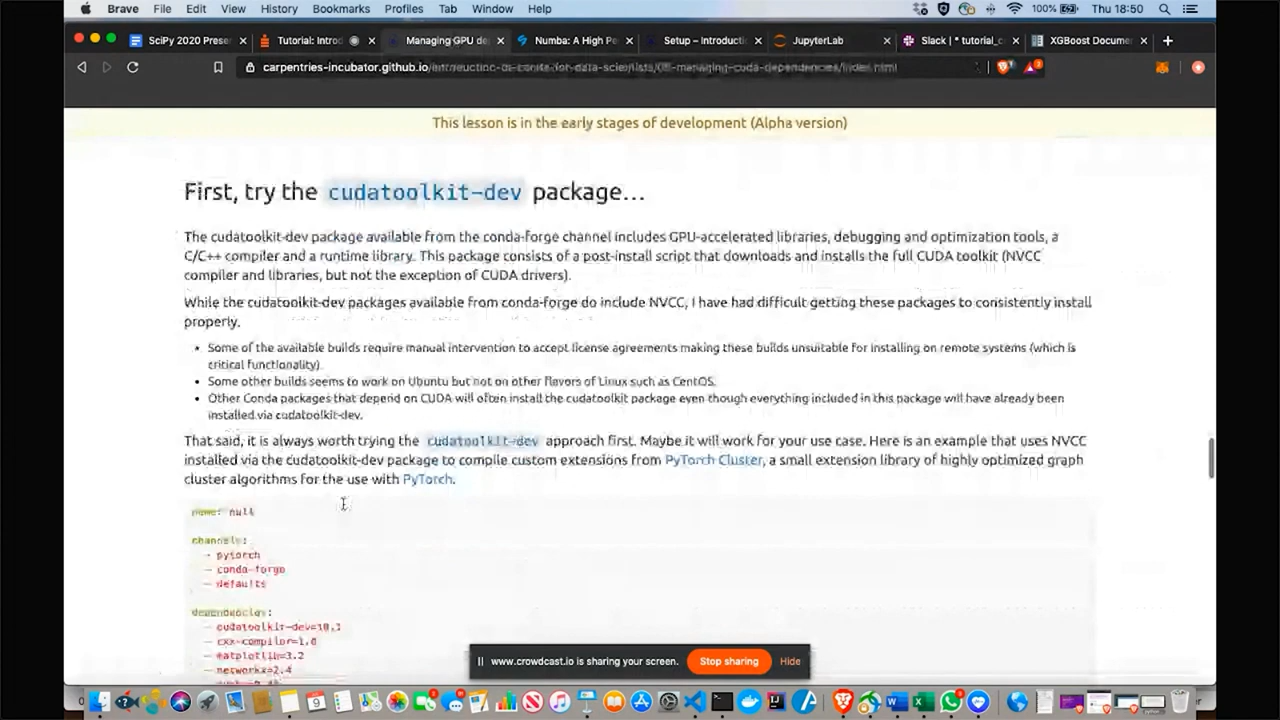 Brave File Edit View History Bookmarks Profiles Tab Window Help 100% Thu 18:50
SciPy 2020 Prese × Tutorial: Introd × Managing GPU de × Numba: A High P × Setup – Introducti × JupyterLab × Slack | * tutorial_c × XGBoost Docume × +
carpentries-incubator.github.io/
This lesson is in the early stages of development (Alpha version)
First, try the cudatoolkit-dev package…
The cudatoolkit-dev package available from the conda-forge channel includes GPU-accelerated libraries, debugging and optimization tools, a
C/C++ compiler and a runtime library. This package consists of a post-install script that downloads and installs the full CUDA toolkit (NVCC
compiler and libraries, but not the exception of CUDA drivers).
While the cudatoolkit-dev packages available from conda-forge do include NVCC, I have had difficult getting these packages to consistently install
properly.
• Some of the available builds require manual intervention to accept license agreements making these builds unsuitable for installing on remote systems (which is
critical functionality).
• Some other builds seems to work on Ubuntu but not on other flavors of Linux such as CentOS.
• Other Conda packages that depend on CUDA will often install the cudatoolkit package even though everything included in this package will have already been
installed via cudatoolkit-dev.
That said, it is always worth trying the cudatoolkit-dev approach first. Maybe it will work for your use case. Here is an example that uses NVCC
installed via the cudatoolkit-dev package to compile custom extensions from PyTorch Cluster, a small extension library of highly optimized graph
cluster algorithms for the use with PyTorch.
name: null
channels:
- pytorch
- conda-forge
- defaults
dependencies:
- cudatoolkit-dev=10.1
- cxx-compiler=1.0
- matplotlib=3.2
- networkx=2.4
www.crowdcast.io is sharing your screen. Stop sharing Hide